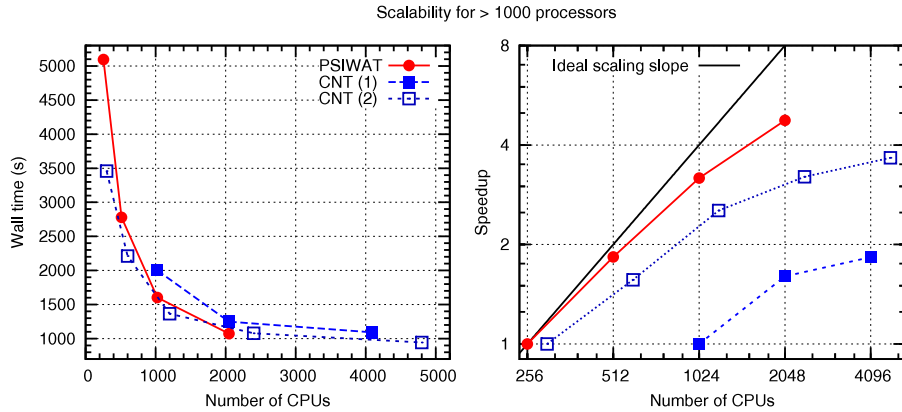 Scalability for > 1000 processors
Wall time (s)
5000
4500
4000
3500
3000
2500
2000
1500
1000
PSIWAT
CNT (1)
CNT (2)
0 1000 2000 3000 4000 5000
Number of CPUs
Speedup
8
4
2
1
Ideal scaling slope
256 512 1024 2048 4096
Number of CPUs